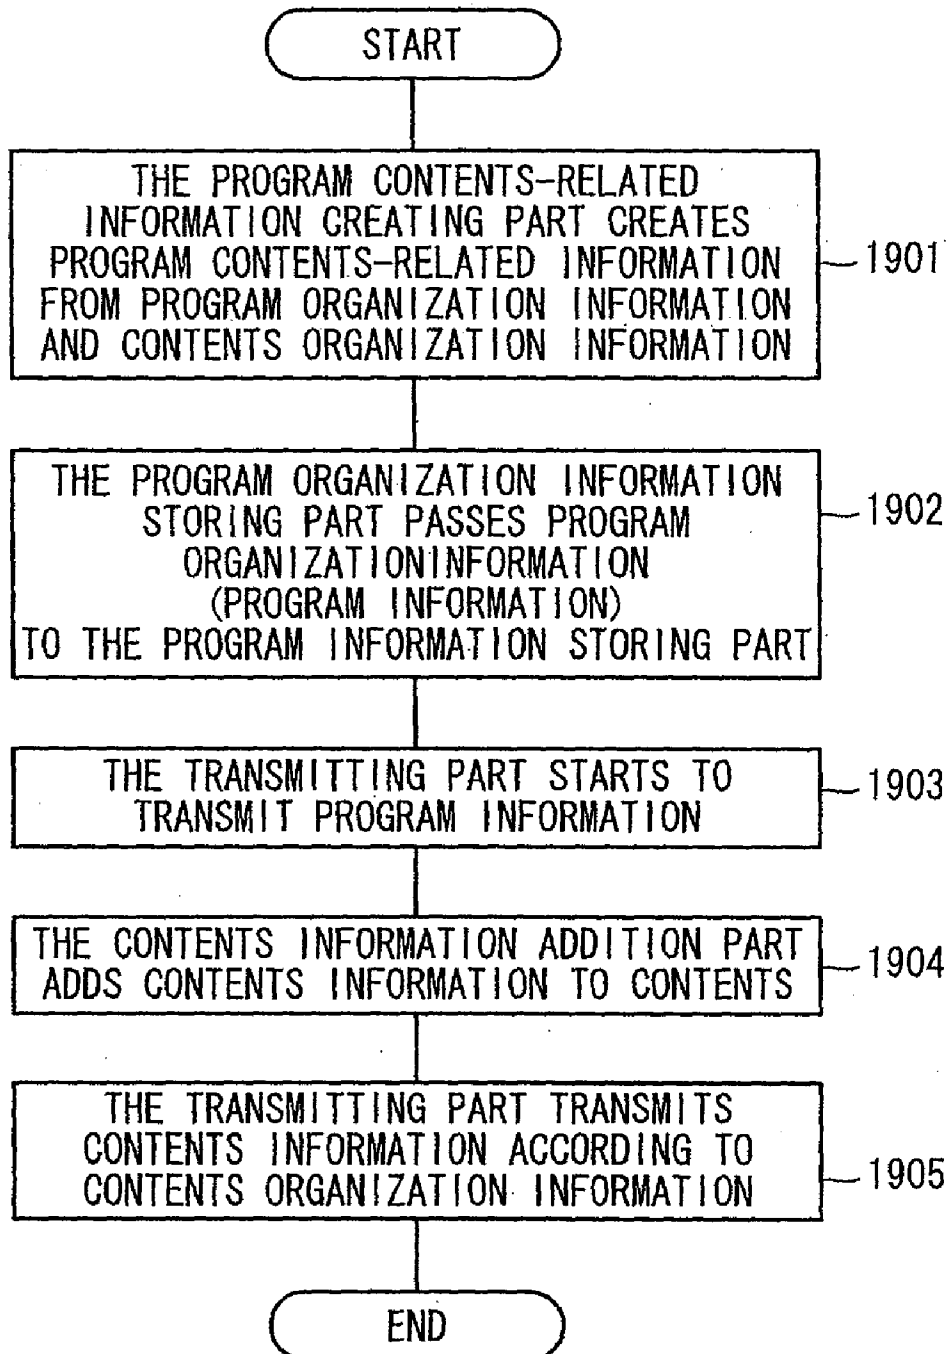 START
THE PROGRAM CONTENTS-RELATED
INFORMATION CREATING PART CREATES
PROGRAM CONTENTS-RELATED INFORMATION
FROM PROGRAM ORGANIZATION INFORMATION
AND CONTENTS ORGANIZATION INFORMATION
1901
THE PROGRAM ORGANIZATION INFORMATION
STORING PART PASSES PROGRAM
ORGANIZATIONINFORMATION
(PROGRAM INFORMATION)
TO THE PROGRAM INFORMATION STORING PART
1902
THE TRANSMITTING PART STARTS TO
TRANSMIT PROGRAM INFORMATION
1903
THE CONTENTS INFORMATION ADDITION PART
ADDS CONTENTS INFORMATION TO CONTENTS
1904
THE TRANSMITTING PART TRANSMITS
CONTENTS INFORMATION ACCORDING TO
CONTENTS ORGANIZATION INFORMATION
1905
END